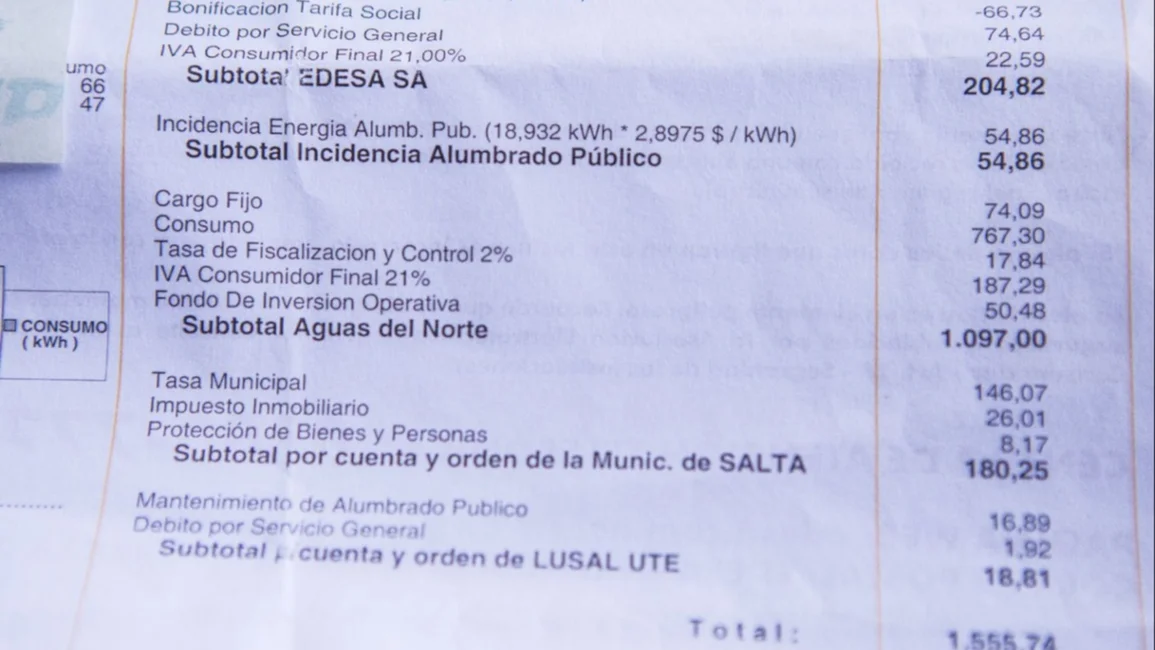 Bonificacion Tarifa Social -66,73
Debito por Servicio General 74,64
IVA Consumidor Final 21,00% 22,59
Subtotal EDESA SA 204,82
umo
66
47
Incidencia Energia Alumb. Pub. (18,932 kWh * 2,8975 $ / kWh) 54,86
Subtotal Incidencia Alumbrado Público 54,86
Cargo Fijo 74,09
Consumo 767,30
Tasa de Fiscalizacion y Control 2% 17,84
IVA Consumidor Final 21% 187,29
Fondo De Inversion Operativa 50,48
Subtotal Aguas del Norte 1.097,00
CONSUMO
( kWh )
Tasa Municipal 146,07
Impuesto Inmobiliario 26,01
Protección de Bienes y Personas 8,17
Subtotal por cuenta y orden de la Munic. de SALTA 180,25
Mantenimiento de Alumbrado Publico 16,89
Debito por Servicio General 1,92
Subtotal cuenta y orden de LUSAL UTE 18,81
Total: 1.555,74